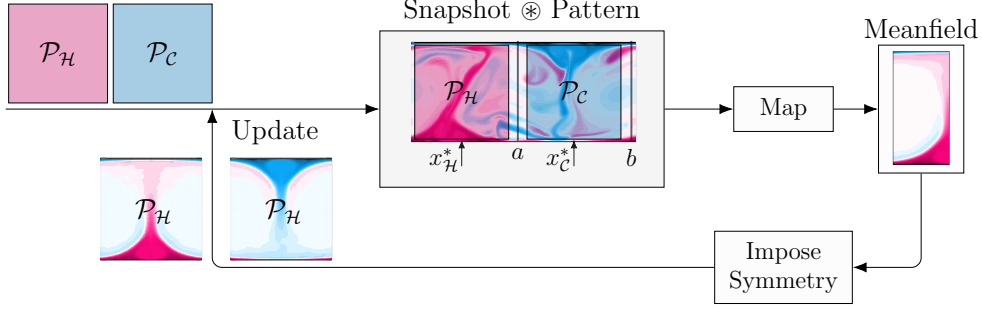 Snapshot ⊛ Pattern
𝒫_ℋ
𝒫_𝒞
𝒫_ℋ
𝒫_𝒞
x*_ℋ
a
x*_𝒞
b
Map
Meanfield
Update
𝒫_ℋ
𝒫_ℋ
Impose
Symmetry